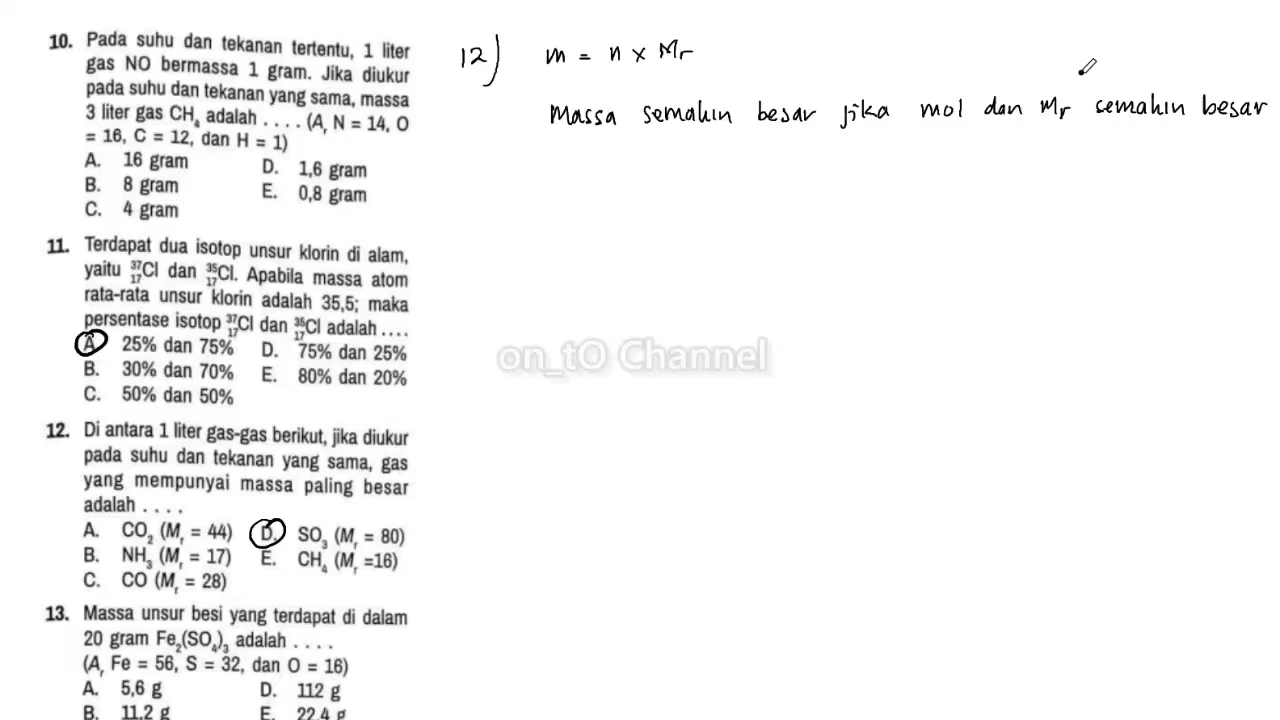 10. Pada suhu dan tekanan tertentu, 1 liter
gas NO bermassa 1 gram. Jika diukur
pada suhu dan tekanan yang sama, massa
3 liter gas CH₄ adalah . . . . (Aᵣ N = 14, O
= 16, C = 12, dan H = 1)
A. 16 gram D. 1,6 gram
B. 8 gram E. 0,8 gram
C. 4 gram
11. Terdapat dua isotop unsur klorin di alam,
yaitu ³⁷₁₇Cl dan ³⁵₁₇Cl. Apabila massa atom
rata-rata unsur klorin adalah 35,5; maka
persentase isotop ³⁷₁₇Cl dan ³⁵₁₇Cl adalah . . . .
A. 25% dan 75% D. 75% dan 25%
B. 30% dan 70% E. 80% dan 20%
C. 50% dan 50%
12. Di antara 1 liter gas-gas berikut, jika diukur
pada suhu dan tekanan yang sama, gas
yang mempunyai massa paling besar
adalah . . . .
A. CO₂ (Mᵣ = 44) D. SO₃ (Mᵣ = 80)
B. NH₃ (Mᵣ = 17) E. CH₄ (Mᵣ =16)
C. CO (Mᵣ = 28)
13. Massa unsur besi yang terdapat di dalam
20 gram Fe₂(SO₄)₃ adalah . . . .
(Aᵣ Fe = 56, S = 32, dan O = 16)
A. 5,6 g D. 112 g
B. 11,2 g E. 22,4 g
12) m = n × Mr
Massa semakin besar jika mol dan Mr semakin besar
on_tO Channel